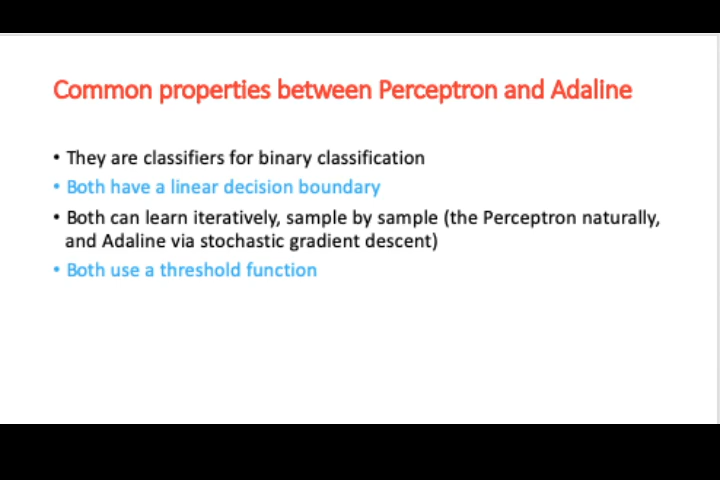 Common properties between Perceptron and Adaline
• They are classifiers for binary classification
• Both have a linear decision boundary
• Both can learn iteratively, sample by sample (the Perceptron naturally,
and Adaline via stochastic gradient descent)
• Both use a threshold function